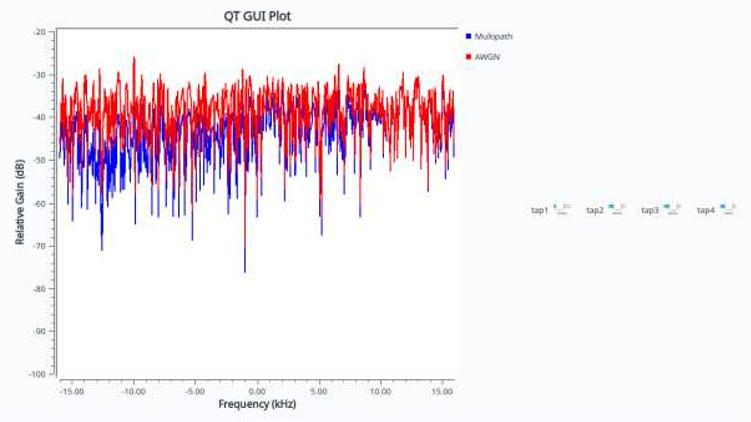 QT GUI Plot
Multipath
AWGN
Relative Gain (dB)
-20
-30
-40
-50
-60
-70
-80
-90
-100
-15.00 -10.00 -5.00 0.00 5.00 10.00 15.00
Frequency (kHz)
tap1 tap2 tap3 tap4